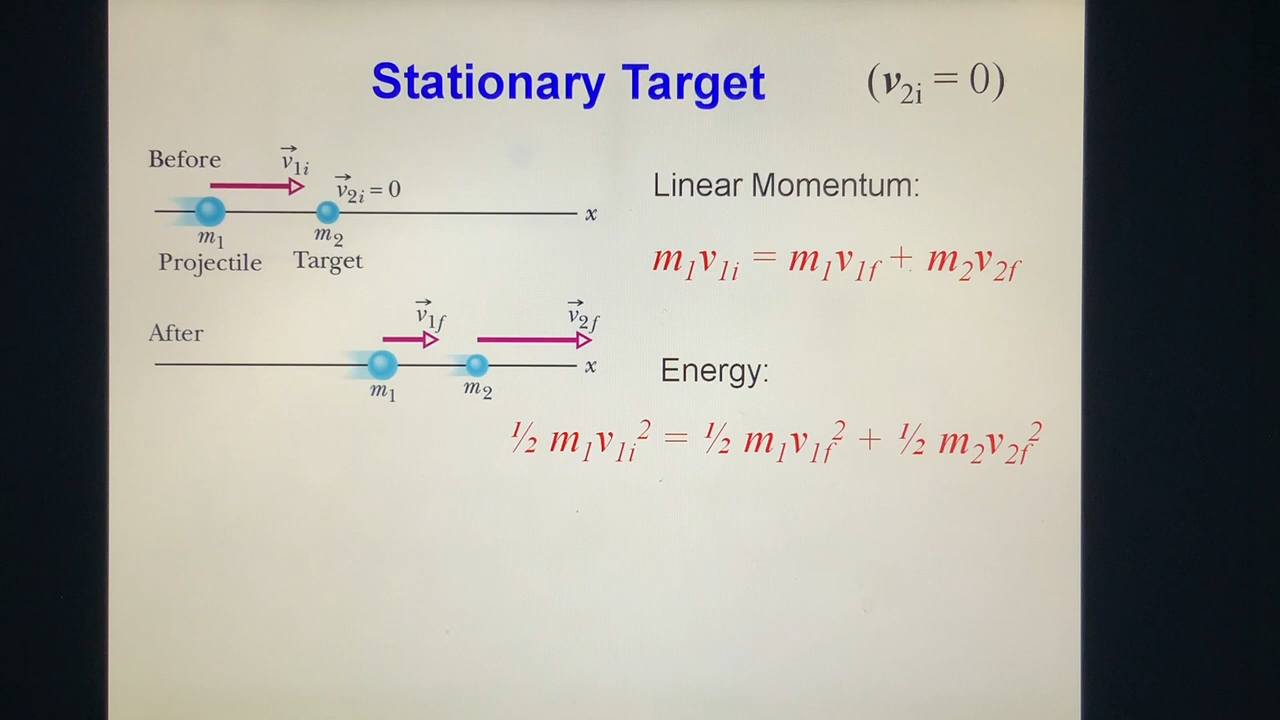 Stationary Target (v2i = 0)
Before v1i
v2i = 0
x
m1 m2
Projectile Target
Linear Momentum:
m1v1i = m1v1f + m2v2f
After v1f v2f
x
m1 m2
Energy:
½ m1v1i² = ½ m1v1f² + ½ m2v2f²